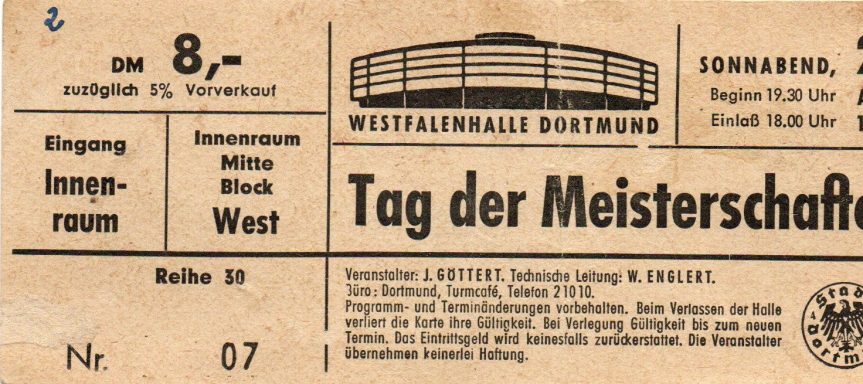 2
DM 8,-
zuzüglich 5% Vorverkauf
Eingang
Innen-
raum
Innenraum
Mitte
Block
West
Reihe 30
Nr. 07
WESTFALENHALLE DORTMUND
SONNABEND,
Beginn 19.30 Uhr
Einlaß 18.00 Uhr
Tag der Meisterschafte
Veranstalter: J. GÖTTERT. Technische Leitung: W. ENGLERT.
Büro: Dortmund, Turmcafé, Telefon 21010.
Programm- und Terminänderungen vorbehalten. Beim Verlassen der Halle
verliert die Karte ihre Gültigkeit. Bei Verlegung Gültigkeit bis zum neuen
Termin. Das Eintrittsgeld wird keinesfalls zurückerstattet. Die Veranstalter
übernehmen keinerlei Haftung.
Stad
Dortm